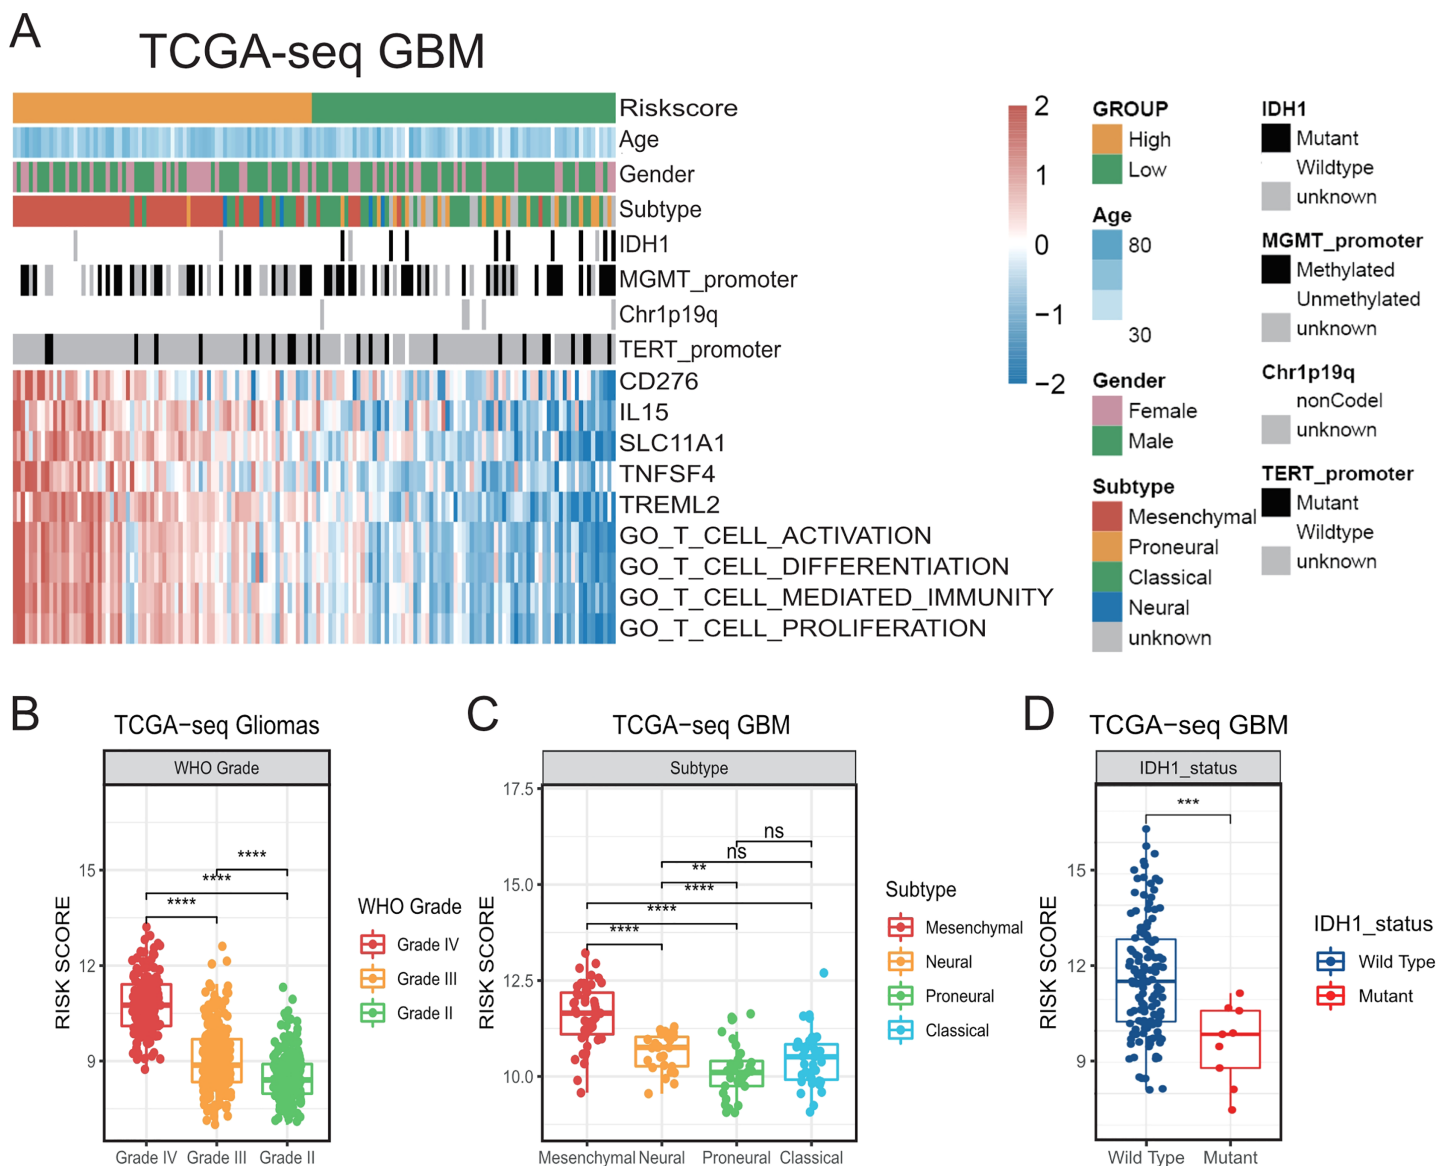 A
TCGA-seq GBM
Riskscore
Age
Gender
Subtype
IDH1
MGMT_promoter
Chr1p19q
TERT_promoter
CD276
IL15
SLC11A1
TNFSF4
TREML2
GO_T_CELL_ACTIVATION
GO_T_CELL_DIFFERENTIATION
GO_T_CELL_MEDIATED_IMMUNITY
GO_T_CELL_PROLIFERATION
2
1
0
−1
−2
GROUP
High
Low
Age
80
30
Gender
Female
Male
Subtype
Mesenchymal
Proneural
Classical
Neural
unknown
IDH1
Mutant
Wildtype
unknown
MGMT_promoter
Methylated
Unmethylated
unknown
Chr1p19q
nonCodel
unknown
TERT_promoter
Mutant
Wildtype
unknown
B
TCGA−seq Gliomas
WHO Grade
RISK SCORE
15
12
9
****
****
****
Grade IV Grade III Grade II
WHO Grade
Grade IV
Grade III
Grade II
C
TCGA−seq GBM
Subtype
RISK SCORE
17.5
15.0
12.5
10.0
ns
ns
**
****
****
****
Mesenchymal Neural Proneural Classical
Subtype
Mesenchymal
Neural
Proneural
Classical
D
TCGA−seq GBM
IDH1_status
RISK SCORE
15
12
9
***
Wild Type Mutant
IDH1_status
Wild Type
Mutant